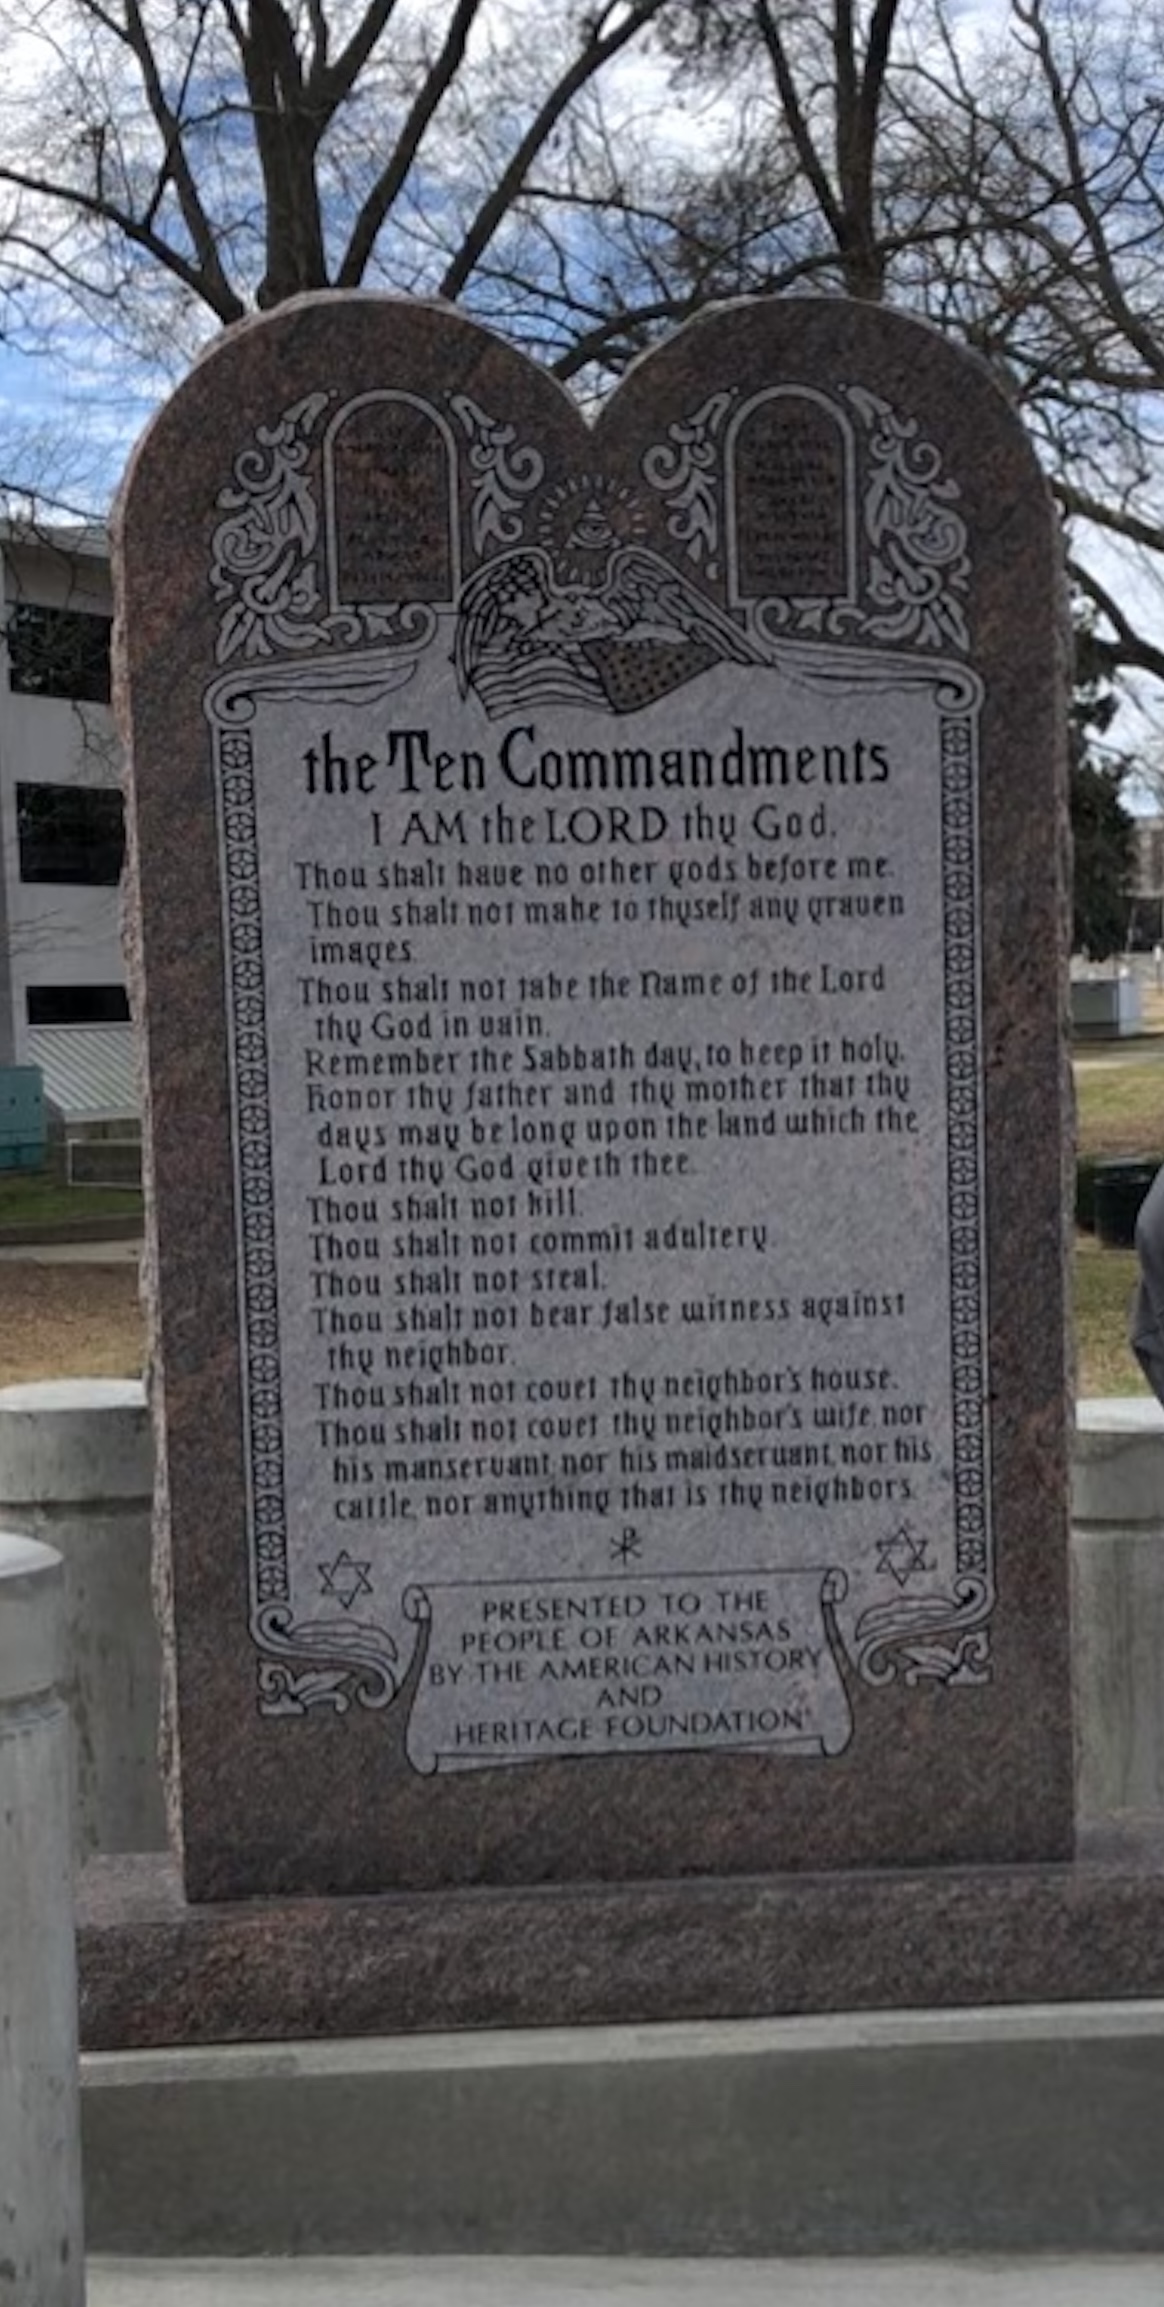 the Ten Commandments
I AM the LORD thy God.
Thou shalt have no other gods before me.
Thou shalt not make to thyself any graven
images.
Thou shalt not take the Name of the Lord
thy God in vain.
Remember the Sabbath day, to keep it holy.
Honor thy father and thy mother that thy
days may be long upon the land which the
Lord thy God giveth thee.
Thou shalt not kill.
Thou shalt not commit adultery.
Thou shalt not steal.
Thou shalt not bear false witness against
thy neighbor.
Thou shalt not covet thy neighbor's house.
Thou shalt not covet thy neighbor's wife, nor
his manservant, nor his maidservant, nor his
cattle, nor anything that is thy neighbors.
PRESENTED TO THE
PEOPLE OF ARKANSAS
BY THE AMERICAN HISTORY
AND
HERITAGE FOUNDATION